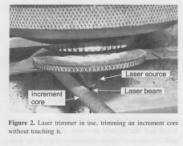 Laser source
Laser beam
Increment
core
Figure 2. Laser trimmer in use, trimming an increment core
without touching it.